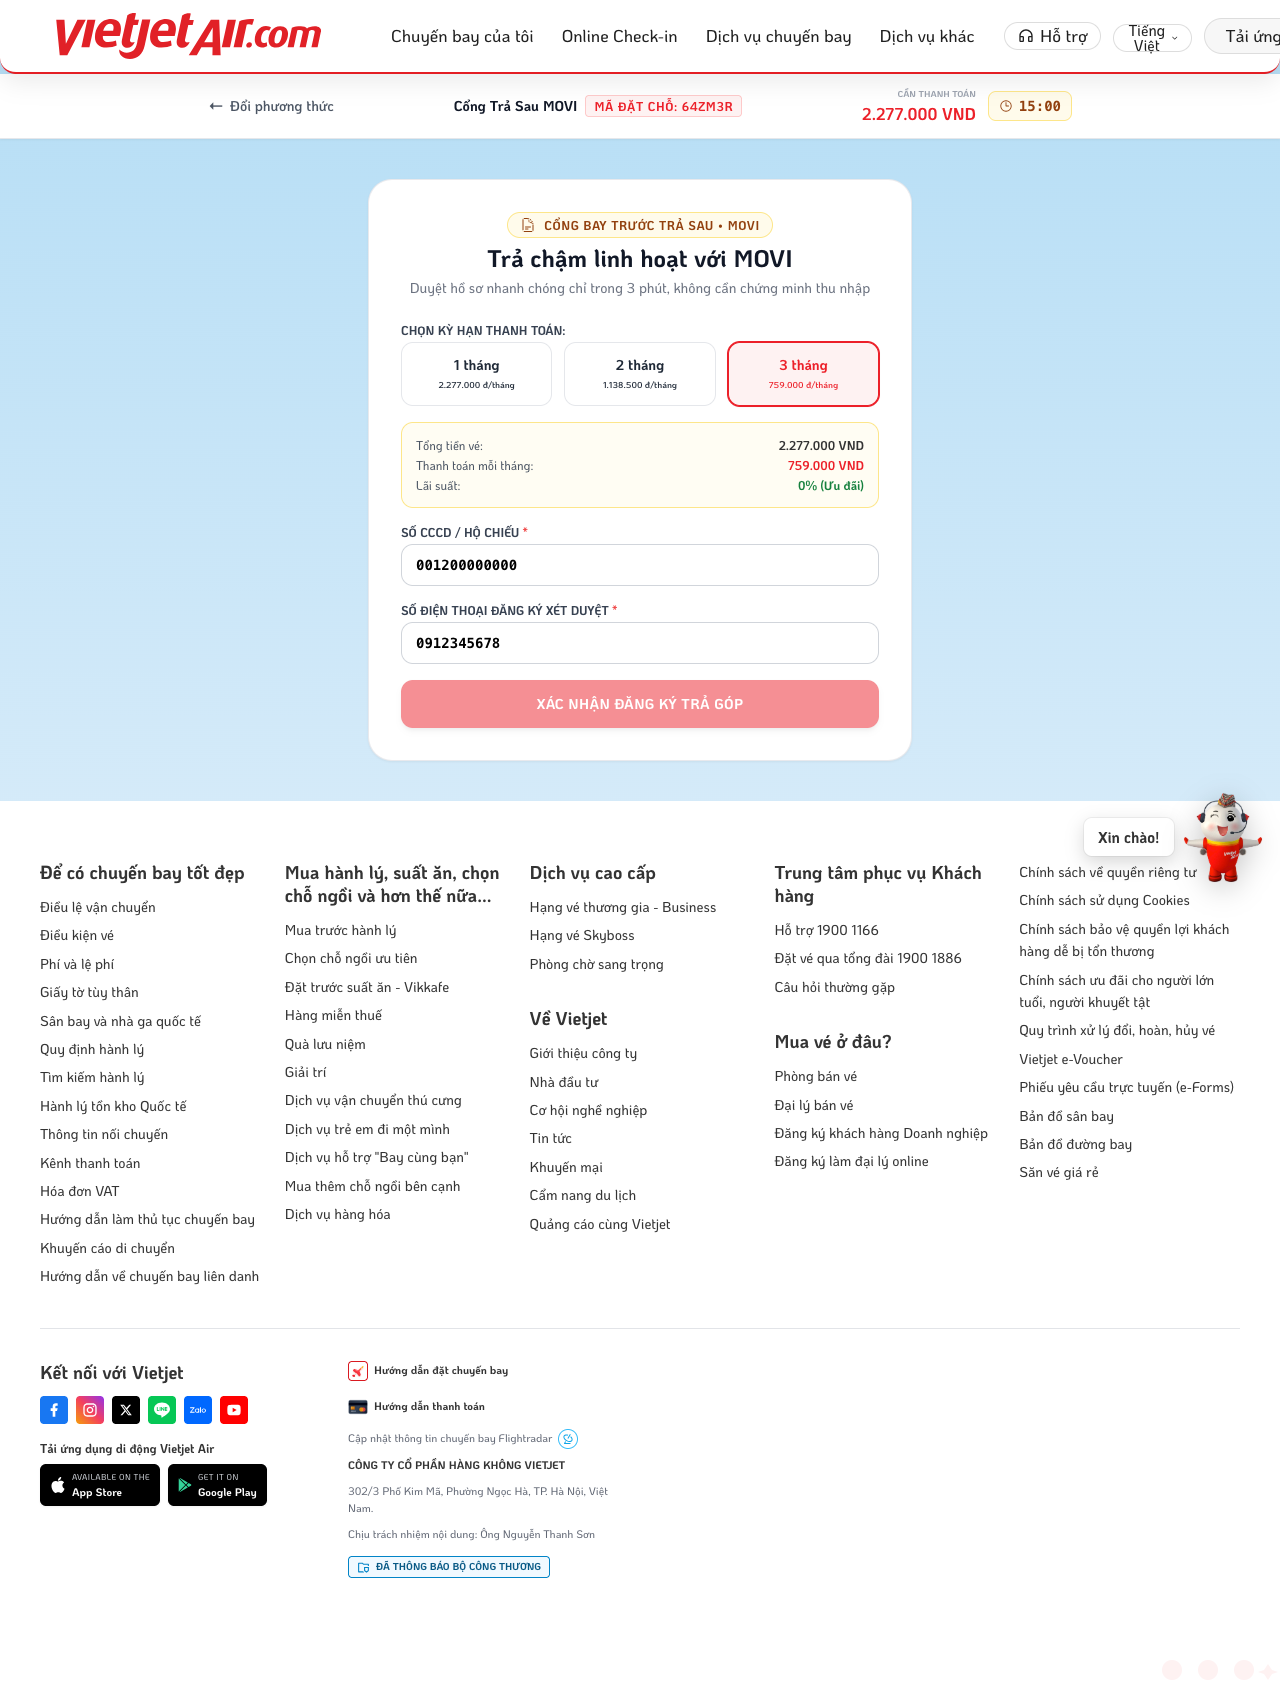 vietjetAir.com
Chuyến bay của tôi
Online Check-in
Dịch vụ chuyến bay
Dịch vụ khác
Hỗ trợ
Tiếng Việt
Tải ứng
Đổi phương thức
Cổng Trả Sau MOVI
MÃ ĐẶT CHỖ: 64ZM3R
CẦN THANH TOÁN
2.277.000 VND
15:00
CỔNG BAY TRƯỚC TRẢ SAU • MOVI
Trả chậm linh hoạt với MOVI
Duyệt hồ sơ nhanh chóng chỉ trong 3 phút, không cần chứng minh thu nhập
CHỌN KỲ HẠN THANH TOÁN:
1 tháng
2.277.000 đ/tháng
2 tháng
1.138.500 đ/tháng
3 tháng
759.000 đ/tháng
Tổng tiền vé:
2.277.000 VND
Thanh toán mỗi tháng:
759.000 VND
Lãi suất:
0% (Ưu đãi)
SỐ CCCD / HỘ CHIẾU *
001200000000
SỐ ĐIỆN THOẠI ĐĂNG KÝ XÉT DUYỆT *
0912345678
XÁC NHẬN ĐĂNG KÝ TRẢ GÓP
Xin chào!
Để có chuyến bay tốt đẹp
Điều lệ vận chuyển
Điều kiện vé
Phí và lệ phí
Giấy tờ tùy thân
Sân bay và nhà ga quốc tế
Quy định hành lý
Tìm kiếm hành lý
Hành lý tồn kho Quốc tế
Thông tin nối chuyến
Kênh thanh toán
Hóa đơn VAT
Hướng dẫn làm thủ tục chuyến bay
Khuyến cáo di chuyển
Hướng dẫn về chuyến bay liên danh
Mua hành lý, suất ăn, chọn
chỗ ngồi và hơn thế nữa...
Mua trước hành lý
Chọn chỗ ngồi ưu tiên
Đặt trước suất ăn - Vikkafe
Hàng miễn thuế
Quà lưu niệm
Giải trí
Dịch vụ vận chuyển thú cưng
Dịch vụ trẻ em đi một mình
Dịch vụ hỗ trợ "Bay cùng bạn"
Mua thêm chỗ ngồi bên cạnh
Dịch vụ hàng hóa
Dịch vụ cao cấp
Hạng vé thương gia - Business
Hạng vé Skyboss
Phòng chờ sang trọng
Về Vietjet
Giới thiệu công ty
Nhà đầu tư
Cơ hội nghề nghiệp
Tin tức
Khuyến mại
Cẩm nang du lịch
Quảng cáo cùng Vietjet
Trung tâm phục vụ Khách
hàng
Hỗ trợ 1900 1166
Đặt vé qua tổng đài 1900 1886
Câu hỏi thường gặp
Mua vé ở đâu?
Phòng bán vé
Đại lý bán vé
Đăng ký khách hàng Doanh nghiệp
Đăng ký làm đại lý online
Chính sách về quyền riêng tư
Chính sách sử dụng Cookies
Chính sách bảo vệ quyền lợi khách
hàng dễ bị tổn thương
Chính sách ưu đãi cho người lớn
tuổi, người khuyết tật
Quy trình xử lý đổi, hoàn, hủy vé
Vietjet e-Voucher
Phiếu yêu cầu trực tuyến (e-Forms)
Bản đồ sân bay
Bản đồ đường bay
Săn vé giá rẻ
Kết nối với Vietjet
LINE
Zalo
Tải ứng dụng di động Vietjet Air
AVAILABLE ON THE
App Store
GET IT ON
Google Play
Hướng dẫn đặt chuyến bay
Hướng dẫn thanh toán
Cập nhật thông tin chuyến bay Flightradar
CÔNG TY CỔ PHẦN HÀNG KHÔNG VIETJET
302/3 Phố Kim Mã, Phường Ngọc Hà, TP. Hà Nội, Việt
Nam.
Chịu trách nhiệm nội dung: Ông Nguyễn Thanh Sơn
ĐÃ THÔNG BÁO BỘ CÔNG THƯƠNG